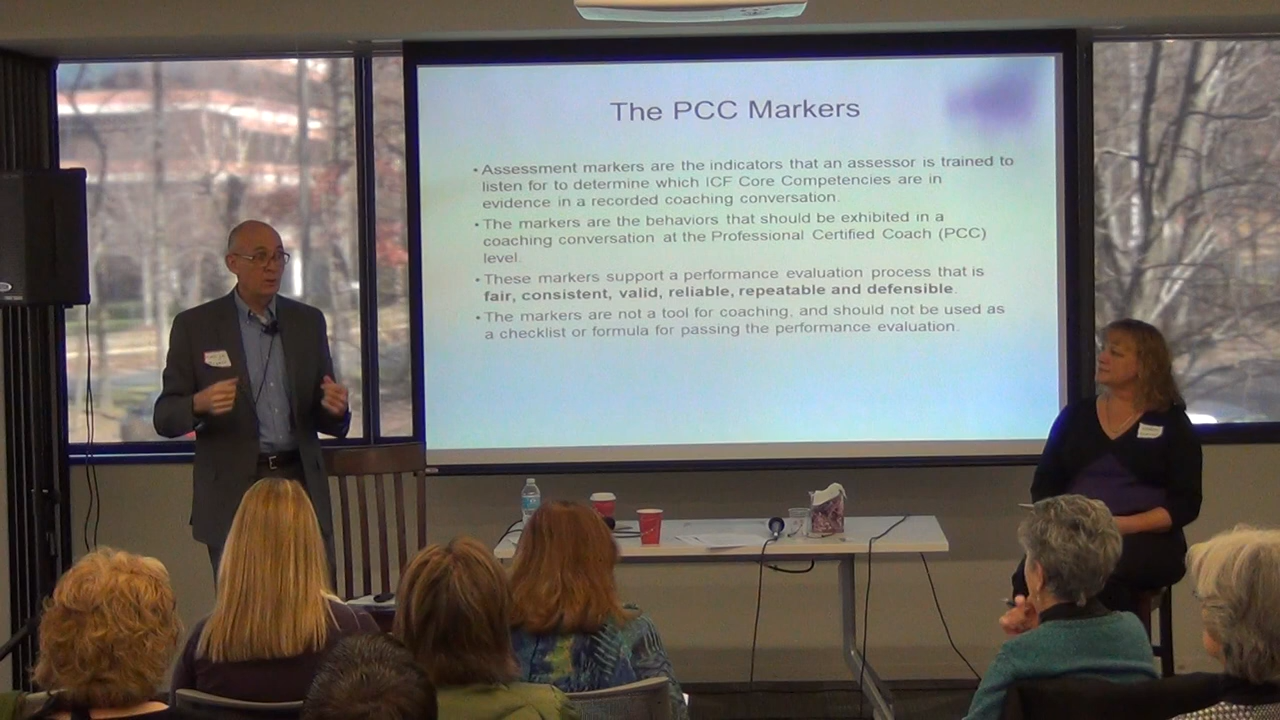 The PCC Markers
• Assessment markers are the indicators that an assessor is trained to
listen for to determine which ICF Core Competencies are in
evidence in a recorded coaching conversation.
• The markers are the behaviors that should be exhibited in a
coaching conversation at the Professional Certified Coach (PCC)
level.
• These markers support a performance evaluation process that is
fair, consistent, valid, reliable, repeatable and defensible.
• The markers are not a tool for coaching, and should not be used as
a checklist or formula for passing the performance evaluation.